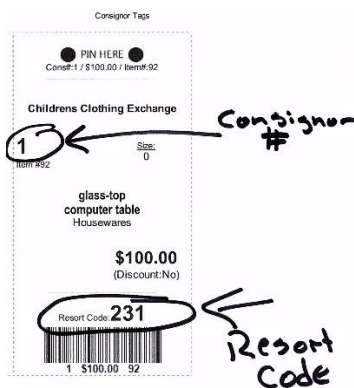 Consignor Tags
PIN HERE
Cons#:1 / $100.00 / Item#:92
Childrens Clothing Exchange
Consignor
#
1
Size:
0
Item #92
glass-top
computer table
Housewares
$100.00
(Discount:No)
Resort Code:231
1 $100.00 92
Resort
Code